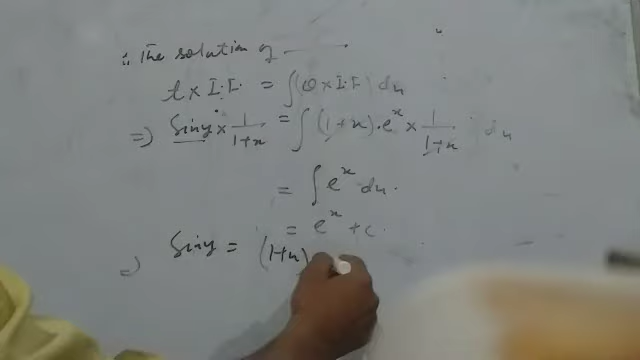 ∴ The solution of ———
t × I.F. = ∫(Q × I.F.) dx
⇒ Siny × 1/(1+x) = ∫(1+x)·e^x × 1/(1+x) dx
= ∫ e^x dx.
= e^x + c.
⇒ Siny = (1+x)